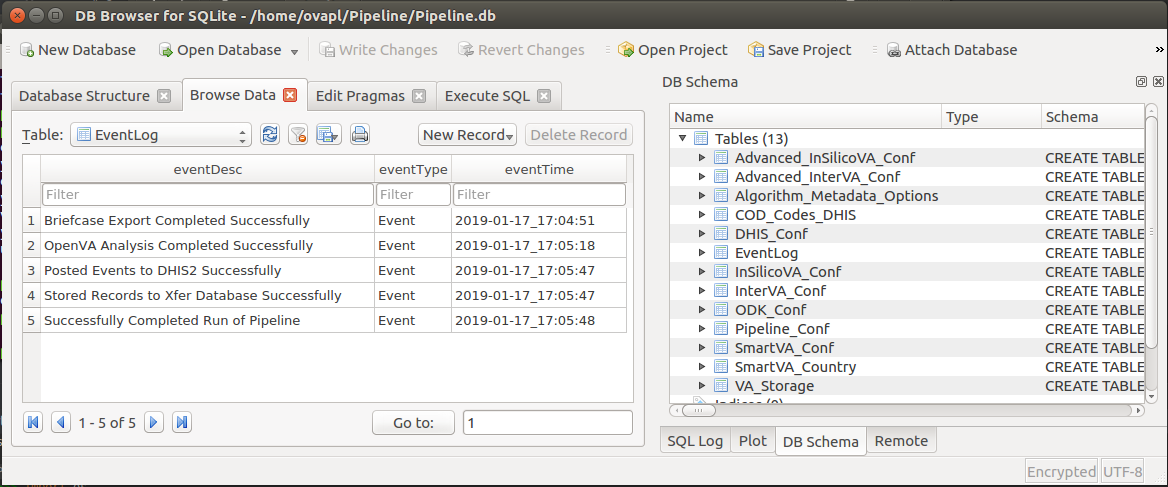 DB Browser for SQLite - /home/ovapl/Pipeline/Pipeline.db
New Database Open Database Write Changes Revert Changes Open Project Save Project Attach Database »
Database Structure Browse Data Edit Pragmas Execute SQL
Table: EventLog New Record Delete Record
eventDesc eventType eventTime
Filter Filter Filter
1 Briefcase Export Completed Successfully Event 2019-01-17_17:04:51
2 OpenVA Analysis Completed Successfully Event 2019-01-17_17:05:18
3 Posted Events to DHIS2 Successfully Event 2019-01-17_17:05:47
4 Stored Records to Xfer Database Successfully Event 2019-01-17_17:05:47
5 Successfully Completed Run of Pipeline Event 2019-01-17_17:05:48
1 - 5 of 5 Go to: 1
DB Schema
Name Type Schema
Tables (13)
Advanced_InSilicoVA_Conf CREATE TABLE
Advanced_InterVA_Conf CREATE TABLE
Algorithm_Metadata_Options CREATE TABLE
COD_Codes_DHIS CREATE TABLE
DHIS_Conf CREATE TABLE
EventLog CREATE TABLE
InSilicoVA_Conf CREATE TABLE
InterVA_Conf CREATE TABLE
ODK_Conf CREATE TABLE
Pipeline_Conf CREATE TABLE
SmartVA_Conf CREATE TABLE
SmartVA_Country CREATE TABLE
VA_Storage CREATE TABLE
SQL Log Plot DB Schema Remote
Encrypted UTF-8